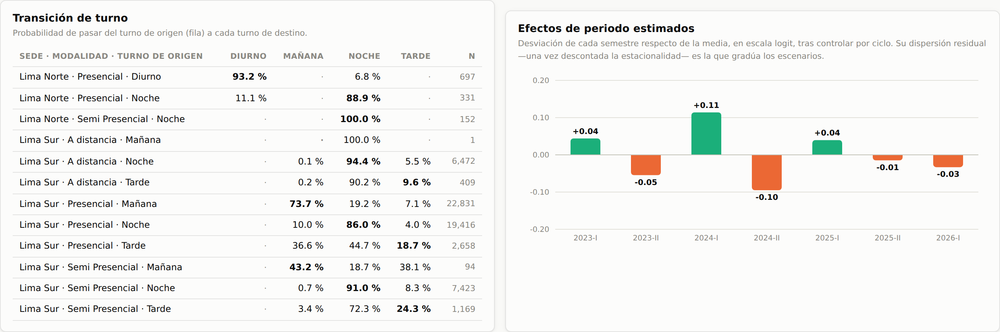 Transición de turno
Probabilidad de pasar del turno de origen (fila) a cada turno de destino.
SEDE · MODALIDAD · TURNO DE ORIGEN DIURNO MAÑANA NOCHE TARDE N
Lima Norte · Presencial · Diurno 93.2 % · 6.8 % · 697
Lima Norte · Presencial · Noche 11.1 % · 88.9 % · 331
Lima Norte · Semi Presencial · Noche · · 100.0 % · 152
Lima Sur · A distancia · Mañana · · 100.0 % · 1
Lima Sur · A distancia · Noche · 0.1 % 94.4 % 5.5 % 6,472
Lima Sur · A distancia · Tarde · 0.2 % 90.2 % 9.6 % 409
Lima Sur · Presencial · Mañana · 73.7 % 19.2 % 7.1 % 22,831
Lima Sur · Presencial · Noche · 10.0 % 86.0 % 4.0 % 19,416
Lima Sur · Presencial · Tarde · 36.6 % 44.7 % 18.7 % 2,658
Lima Sur · Semi Presencial · Mañana · 43.2 % 18.7 % 38.1 % 94
Lima Sur · Semi Presencial · Noche · 0.7 % 91.0 % 8.3 % 7,423
Lima Sur · Semi Presencial · Tarde · 3.4 % 72.3 % 24.3 % 1,169
Efectos de periodo estimados
Desviación de cada semestre respecto de la media, en escala logit, tras controlar por ciclo. Su dispersión residual
—una vez descontada la estacionalidad— es la que gradúa los escenarios.
0.20
+0.11
0.10
+0.04
+0.04
0.00
-0.01
-0.03
-0.05
-0.10
-0.10
-0.20
2023-I 2023-II 2024-I 2024-II 2025-I 2025-II 2026-I